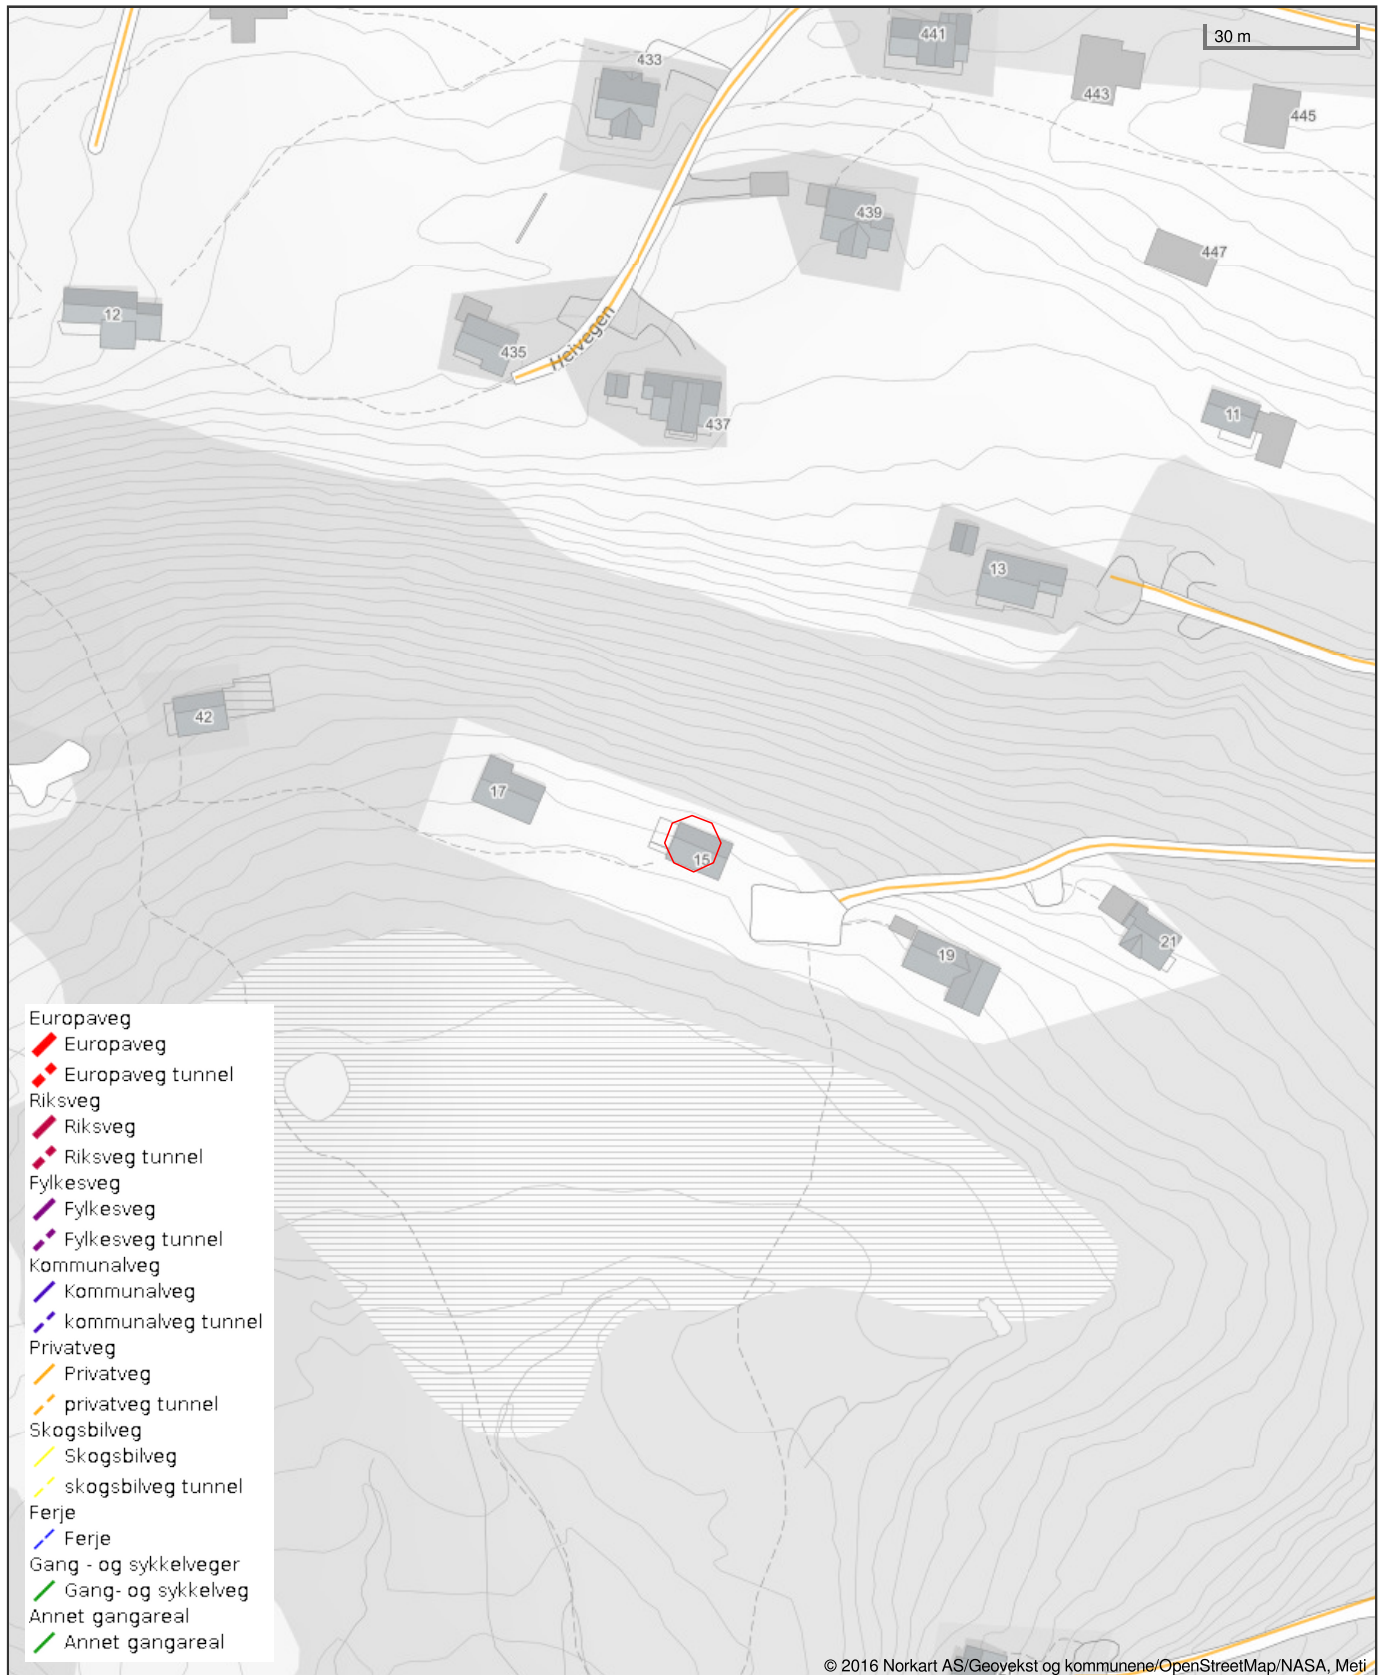 30 m
441
433
443
445
439
447
12
435
Heivegen
437
11
13
42
17
15
19
21
Europaveg
Europaveg
Europaveg tunnel
Riksveg
Riksveg
Riksveg tunnel
Fylkesveg
Fylkesveg
Fylkesveg tunnel
Kommunalveg
Kommunalveg
kommunalveg tunnel
Privatveg
Privatveg
privatveg tunnel
Skogsbilveg
Skogsbilveg
skogsbilveg tunnel
Ferje
Ferje
Gang - og sykkelveger
Gang- og sykkelveg
Annet gangareal
Annet gangareal
© 2016 Norkart AS/Geovekst og kommunene/OpenStreetMap/NASA, Meti